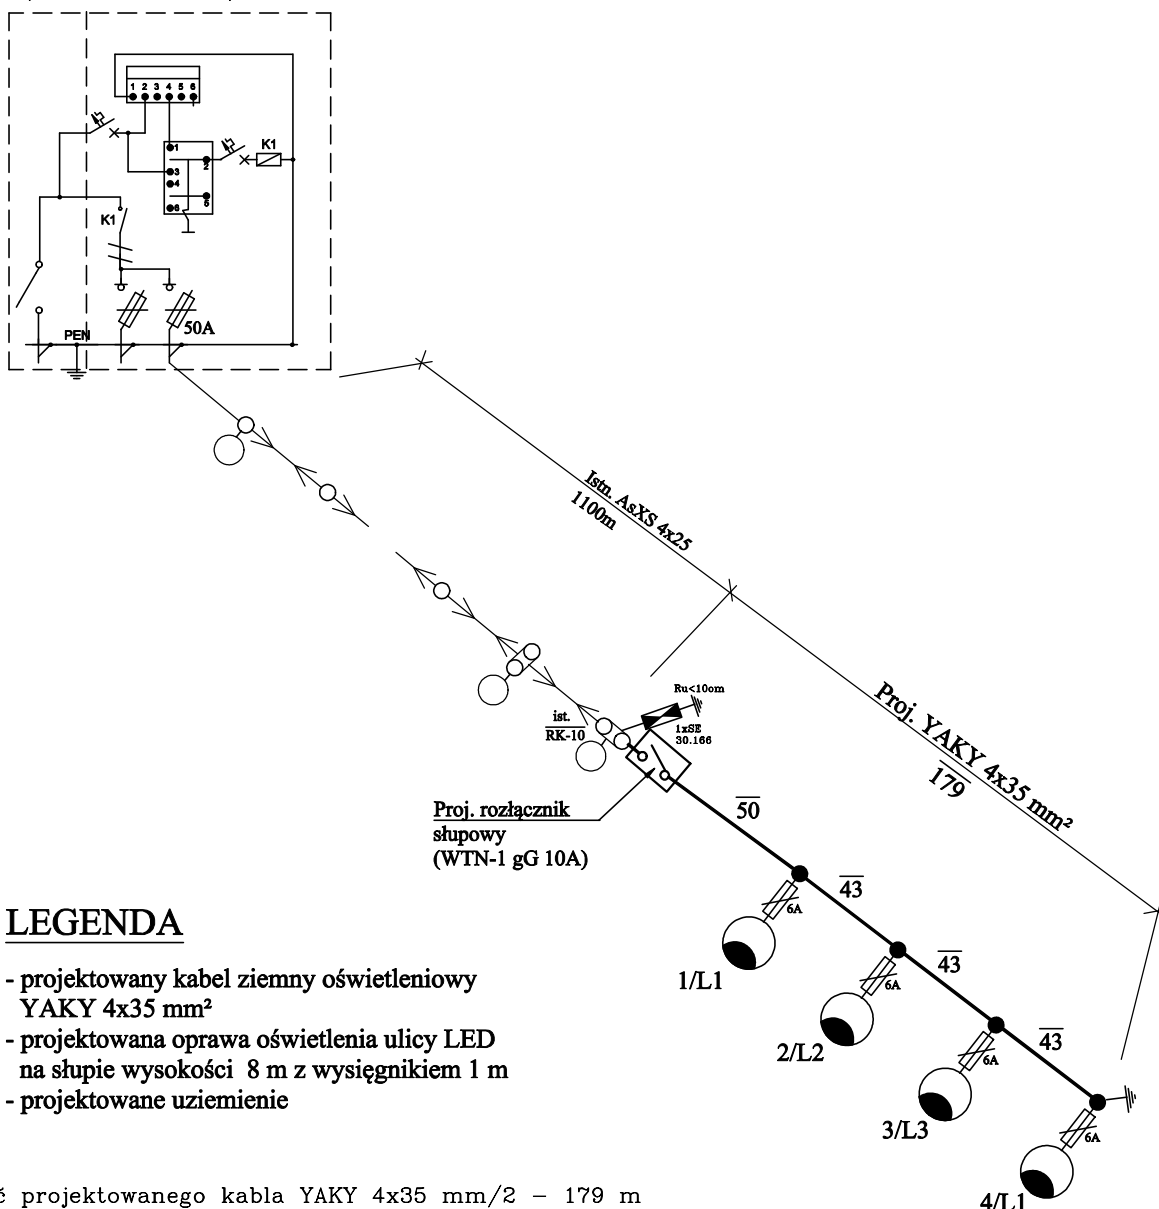 1 2 3 4 5 6
K1
1
2
3
4
5
6
K1
50A
PEN
Istn. AsXS 4x25
1100m
Proj. YAKY 4x35 mm²
179
Ru<10om
ist.
RK-10
1xSE
30.166
Proj. rozłącznik
słupowy
(WTN-1 gG 10A)
50
43
6A
1/L1
43
6A
2/L2
43
6A
3/L3
6A
4/L1
LEGENDA
- projektowany kabel ziemny oświetleniowy
YAKY 4x35 mm²
- projektowana oprawa oświetlenia ulicy LED
na słupie wysokości 8 m z wysięgnikiem 1 m
- projektowane uziemienie
projektowanego kabla YAKY 4x35 mm/2 – 179 m